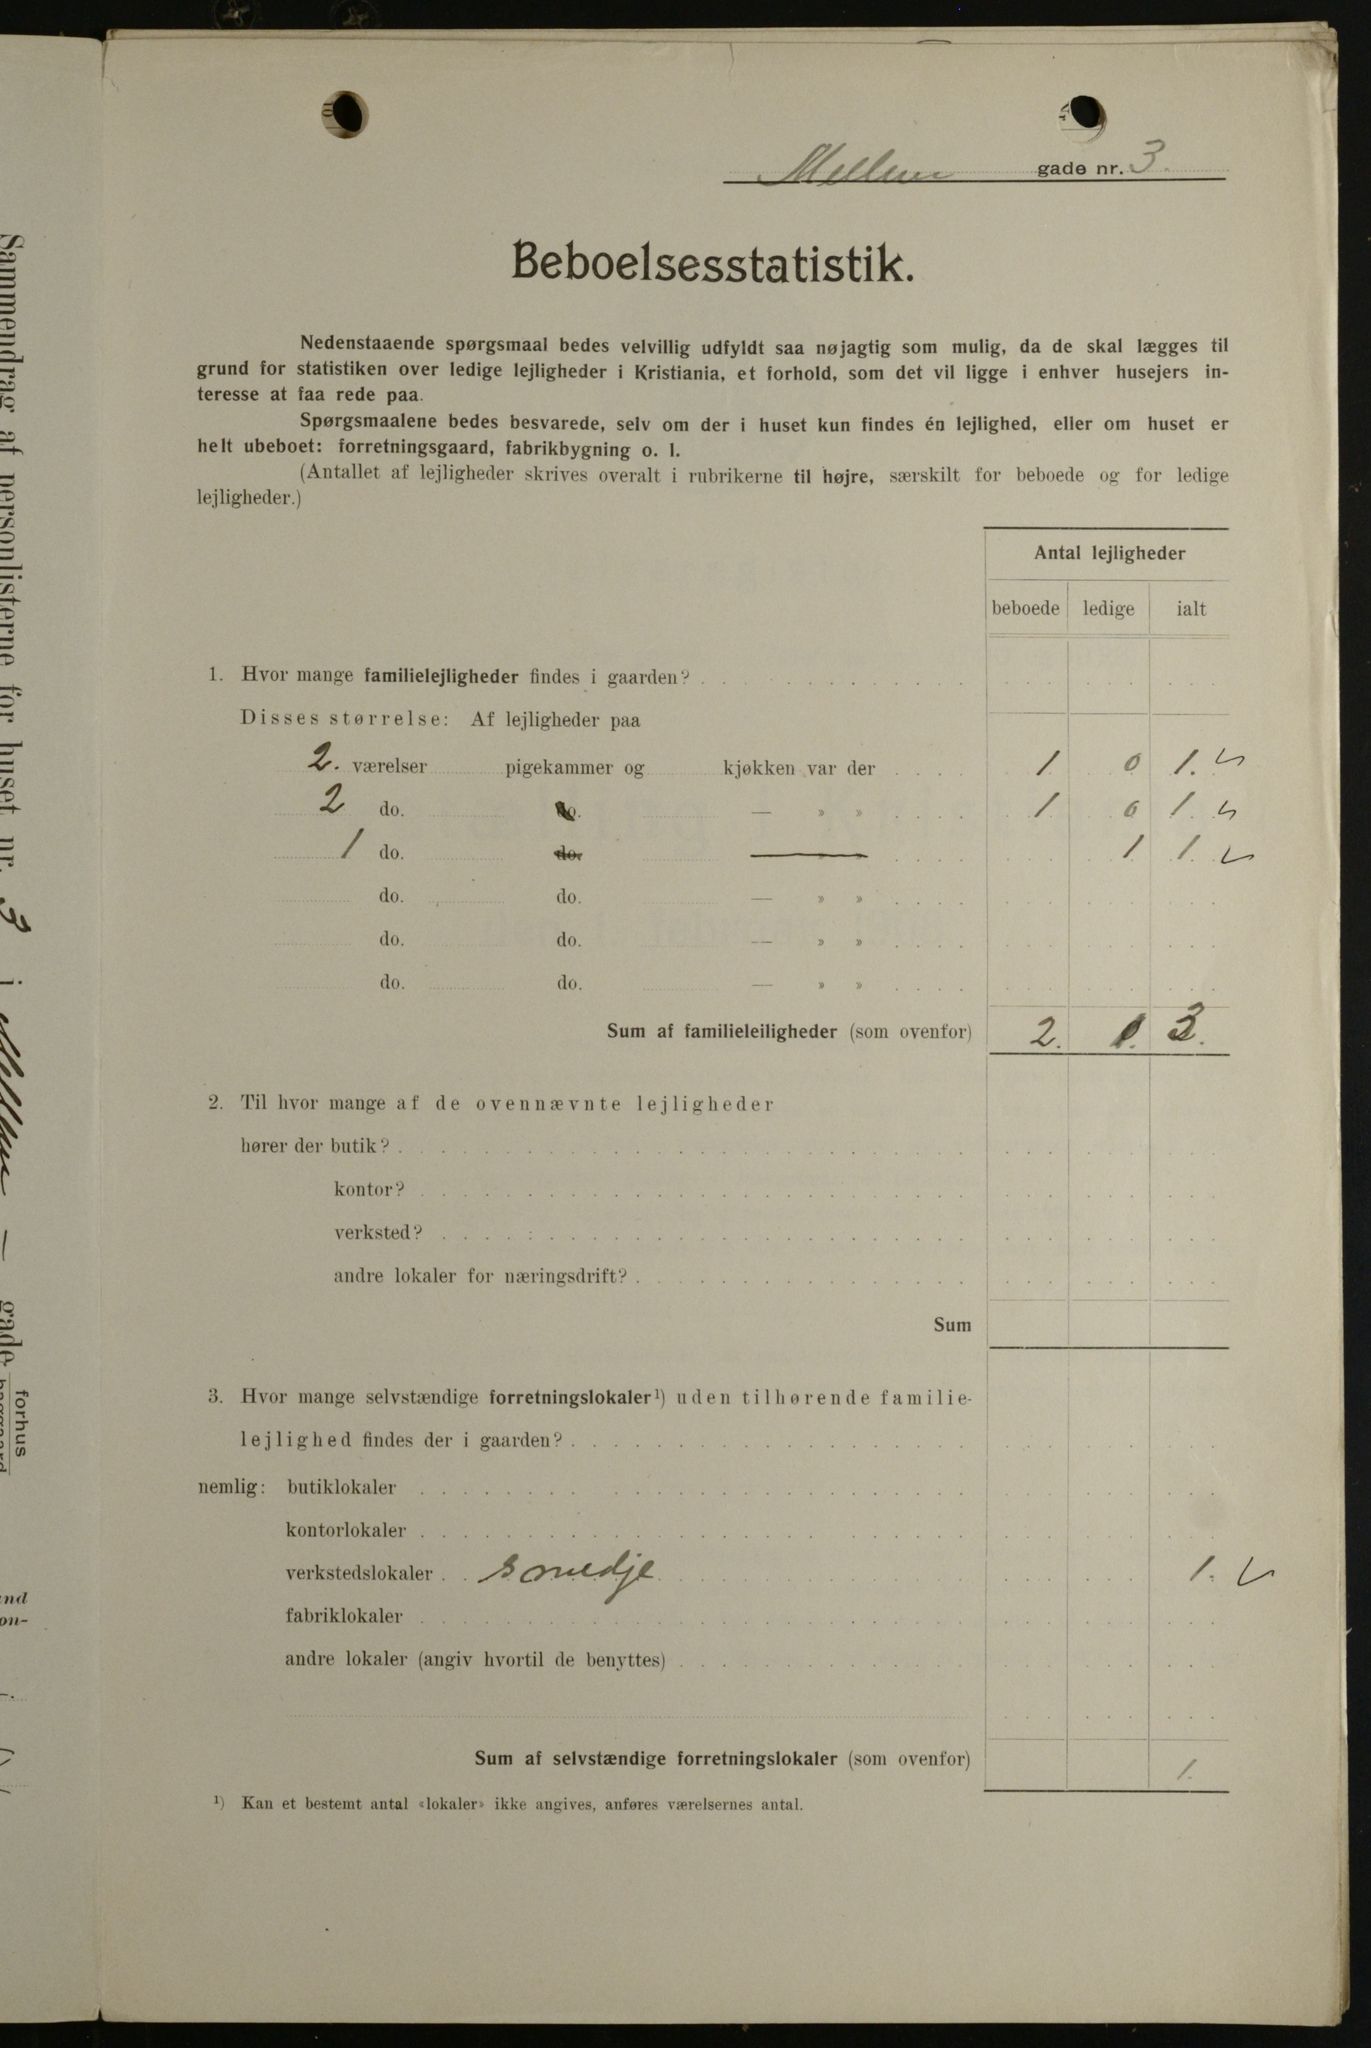 Mellem gade nr. 3.
Beboelsesstatistik.
Nedenstaaende spørgsmaal bedes velvillig udfyldt saa nøjagtig som mulig, da de skal lægges til
grund for statistiken over ledige lejligheder i Kristiania, et forhold, som det vil ligge i enhver husejers in-
teresse at faa rede paa.
Spørgsmaalene bedes besvarede, selv om der i huset kun findes én lejlighed, eller om huset er
helt ubeboet: forretningsgaard, fabrikbygning o. l.
(Antallet af lejligheder skrives overalt i rubrikerne til højre, særskilt for beboede og for ledige
lejligheder.)
Antal lejligheder
beboede ledige ialt
1. Hvor mange familielejligheder findes i gaarden?
Disses størrelse: Af lejligheder paa
2. værelser pigekammer og kjøkken var der 1 0 1.
2 do. do. — » » 1 0 1.
1 do. do. 1 1.
do. do. — » »
do. do. — » »
do. do. — » »
Sum af familieleiligheder (som ovenfor) 2. 1. 3.
2. Til hvor mange af de ovennævnte lejligheder
hører der butik?
kontor?
verksted?
andre lokaler for næringsdrift?
Sum
3. Hvor mange selvstændige forretningslokaler¹) uden tilhørende familie-
lejlighed findes der i gaarden?
nemlig: butiklokaler
kontorlokaler
verkstedslokaler smedje 1.
fabriklokaler
andre lokaler (angiv hvortil de benyttes)
Sum af selvstændige forretningslokaler (som ovenfor) 1.
¹) Kan et bestemt antal «lokaler» ikke angives, anføres værelsernes antal.
Sammendrag af personlisterne for huset nr. 3 i Mellem — gade forhus